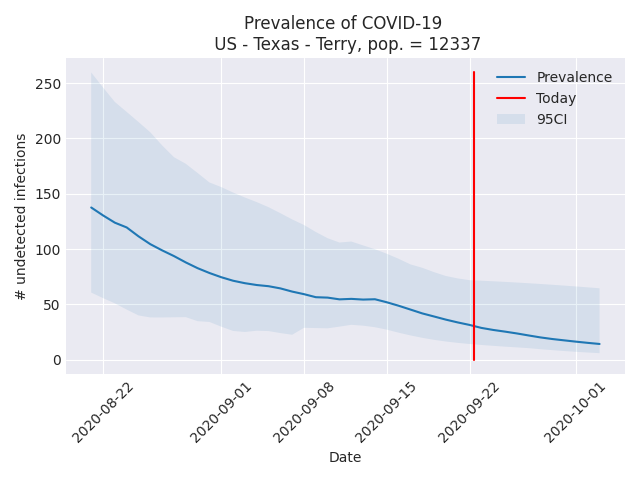 Prevalence of COVID-19
US - Texas - Terry, pop. = 12337
Prevalence
Today
95CI
# undetected infections
250
200
150
100
50
0
2020-08-22
2020-09-01
2020-09-08
2020-09-15
2020-09-22
2020-10-01
Date